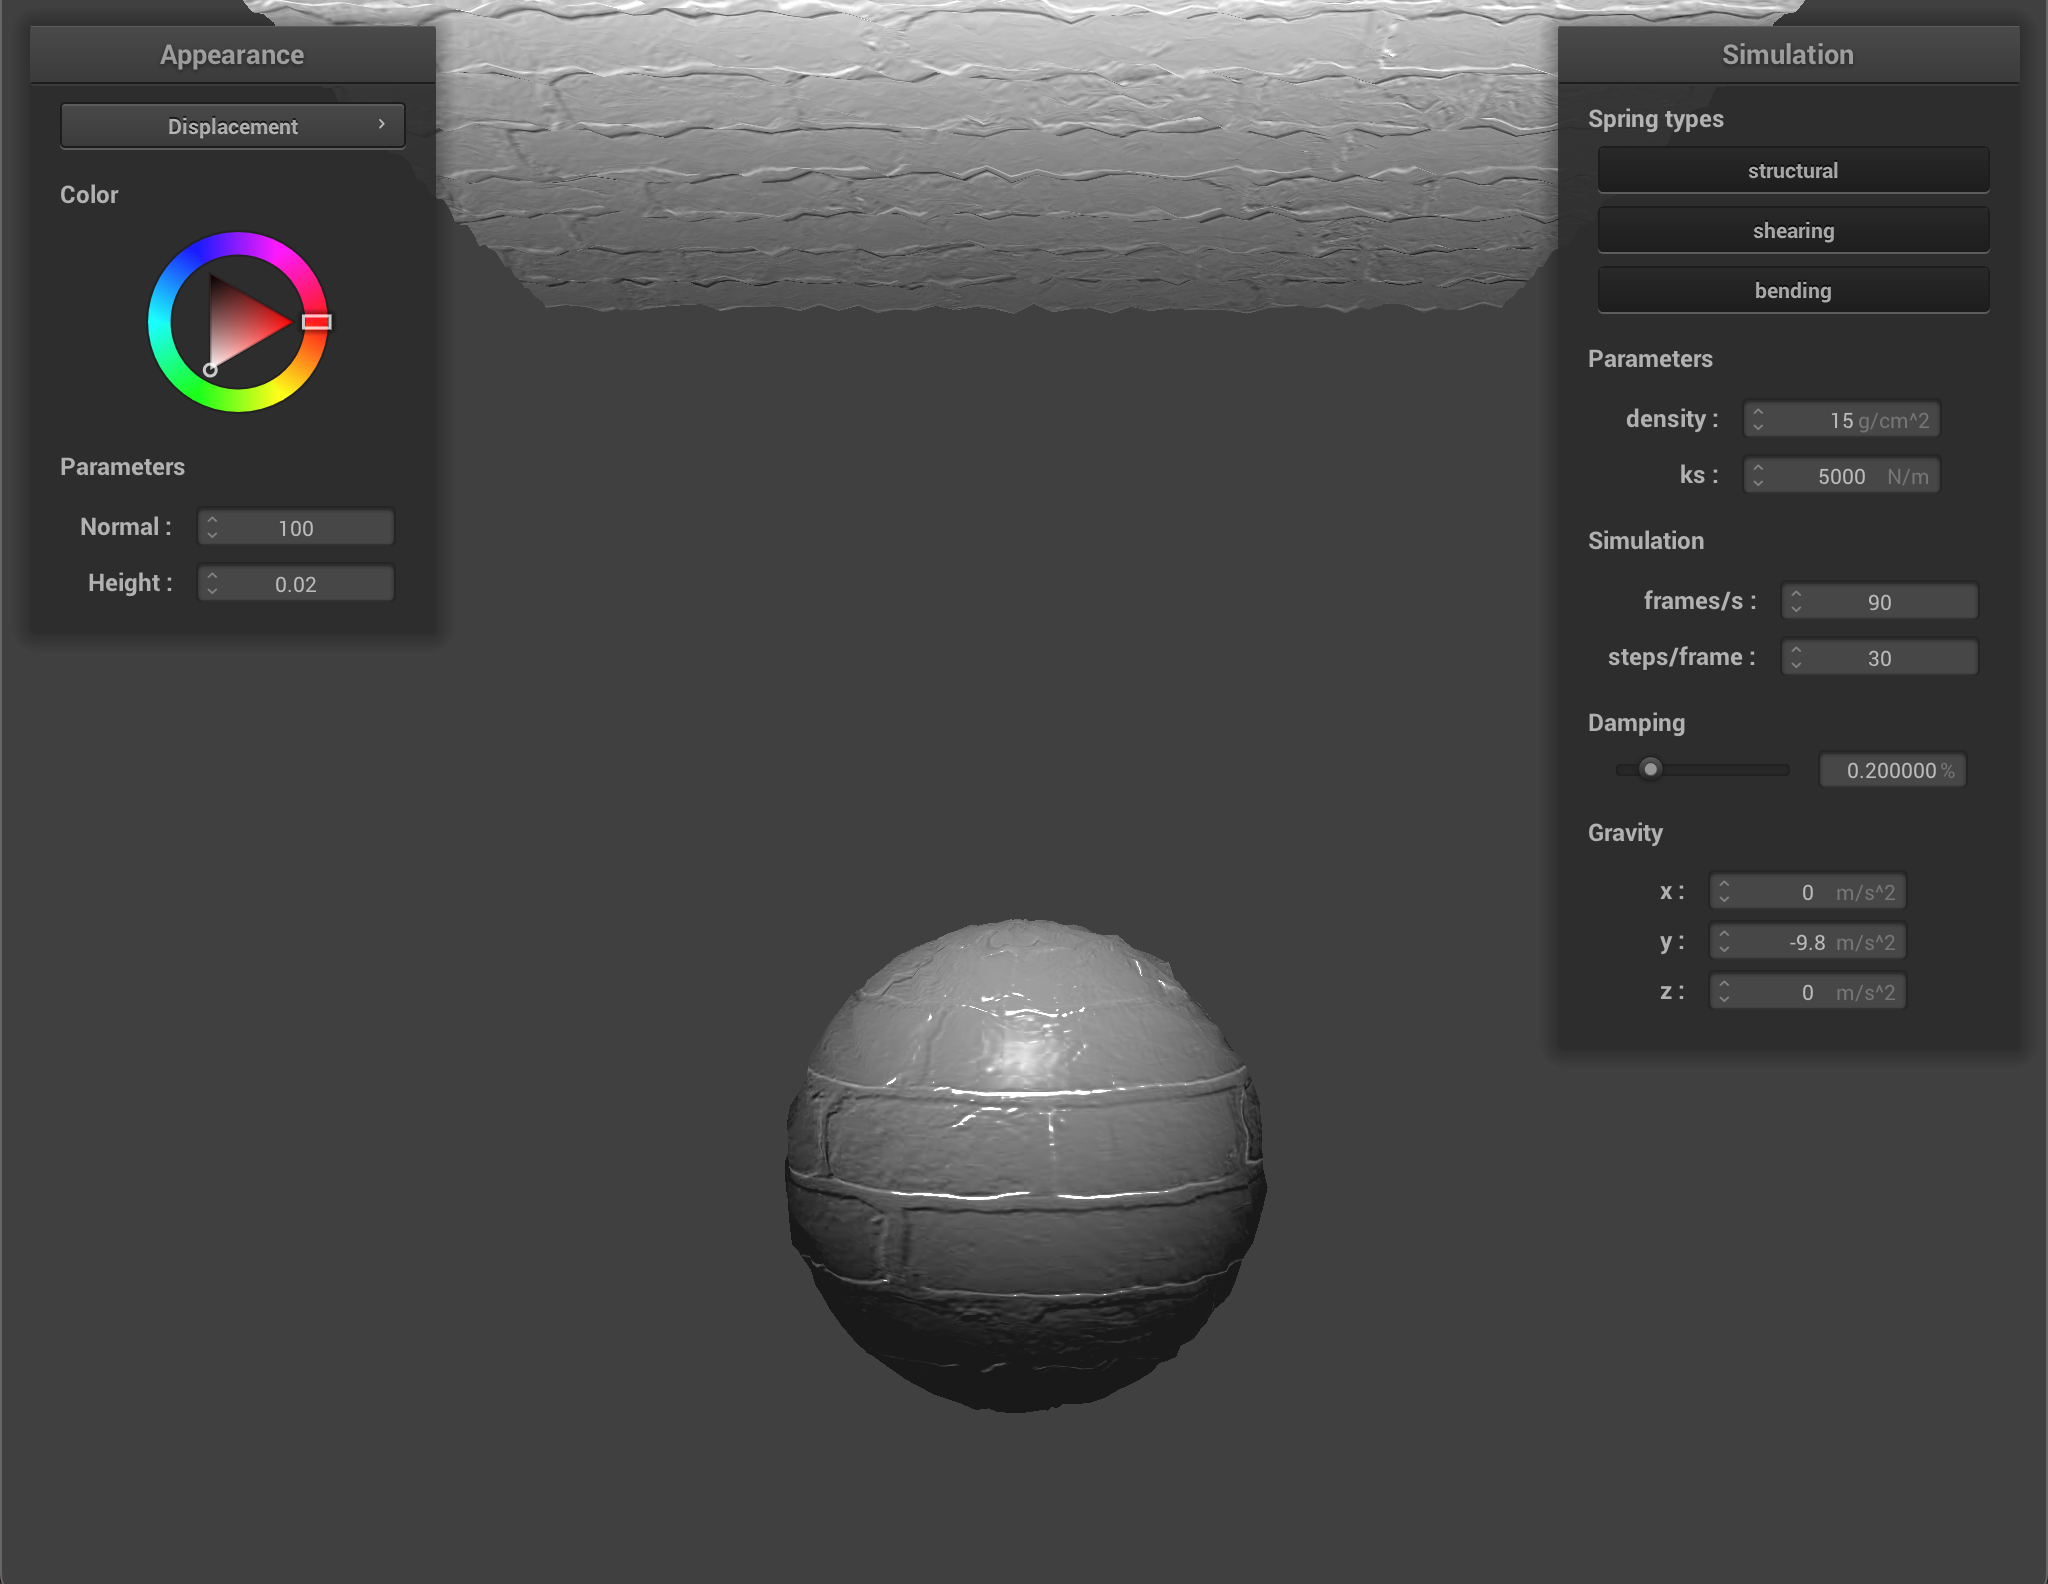 Appearance
Displacement
Color
Parameters
Normal : 100
Height : 0.02
Simulation
Spring types
structural
shearing
bending
Parameters
density : 15 g/cm^2
ks : 5000 N/m
Simulation
frames/s : 90
steps/frame : 30
Damping
0.200000 %
Gravity
x : 0 m/s^2
y : -9.8 m/s^2
z : 0 m/s^2